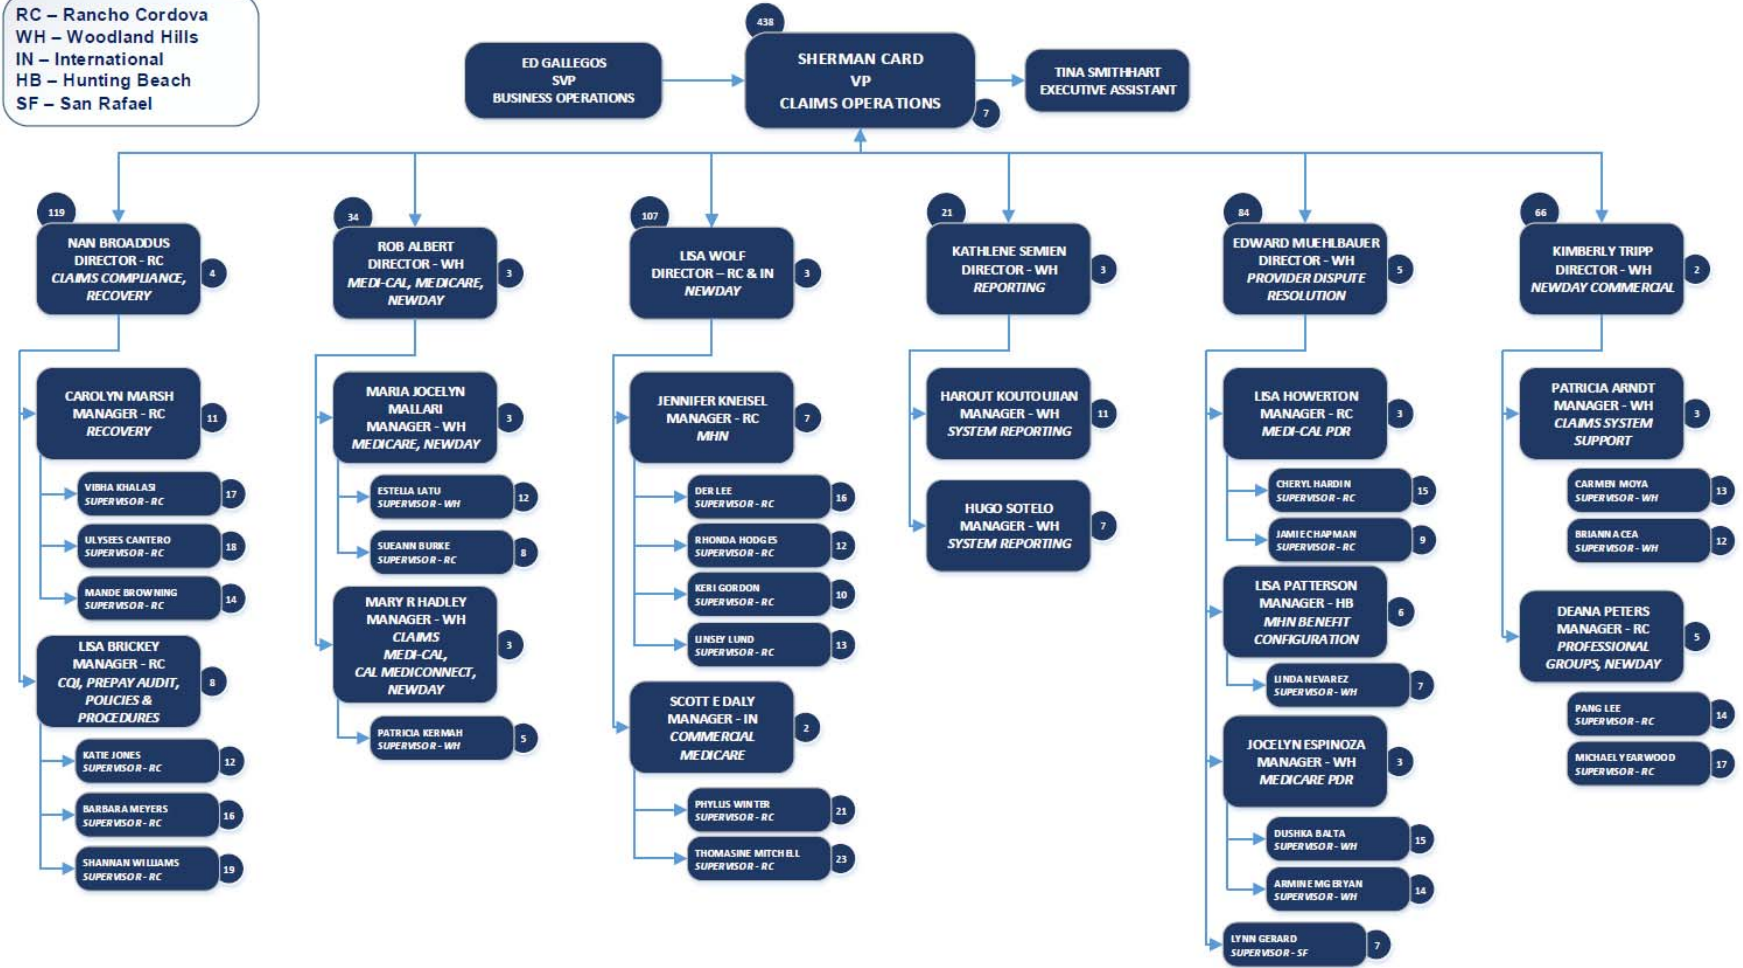 RC – Rancho Cordova
WH – Woodland Hills
IN – International
HB – Hunting Beach
SF – San Rafael
ED GALLEGOS
SVP
BUSINESS OPERATIONS
438
SHERMAN CARD
VP
CLAIMS OPERATIONS
7
TINA SMITHHART
EXECUTIVE ASSISTANT
119
NAN BROADDUS
DIRECTOR - RC
CLAIMS COMPLIANCE,
RECOVERY
4
CAROLYN MARSH
MANAGER - RC
RECOVERY
11
VIBHA KHALASI
SUPERVISOR - RC
17
ULYSEES CANTERO
SUPERVISOR - RC
18
MANDE BROWNING
SUPERVISOR - RC
14
LISA BRICKEY
MANAGER - RC
CQI, PREPAY AUDIT,
POLICIES &
PROCEDURES
8
KATIE JONES
SUPERVISOR - RC
12
BARBARA MEYERS
SUPERVISOR - RC
16
SHANNAN WILLIAMS
SUPERVISOR - RC
19
34
ROB ALBERT
DIRECTOR - WH
MEDI-CAL, MEDICARE,
NEWDAY
3
MARIA JOCELYN
MALLARI
MANAGER - WH
MEDICARE, NEWDAY
3
ESTELLA LATU
SUPERVISOR - WH
12
SUEANN BURKE
SUPERVISOR - RC
8
MARY R HADLEY
MANAGER - WH
CLAIMS
MEDI-CAL,
CAL MEDICONNECT,
NEWDAY
3
PATRICIA KERMAH
SUPERVISOR - WH
5
107
LISA WOLF
DIRECTOR – RC & IN
NEWDAY
3
JENNIFER KNEISEL
MANAGER - RC
MHN
7
DER LEE
SUPERVISOR - RC
16
RHONDA HODGES
SUPERVISOR - RC
12
KERI GORDON
SUPERVISOR - RC
10
LINSEY LUND
SUPERVISOR - RC
13
SCOTT E DALY
MANAGER - IN
COMMERCIAL
MEDICARE
2
PHYLLIS WINTER
SUPERVISOR - RC
21
THOMASINE MITCHELL
SUPERVISOR - RC
23
21
KATHLENE SEMIEN
DIRECTOR - WH
REPORTING
3
HAROUT KOUTOUJIAN
MANAGER - WH
SYSTEM REPORTING
11
HUGO SOTELO
MANAGER - WH
SYSTEM REPORTING
7
84
EDWARD MUEHLBAUER
DIRECTOR - WH
PROVIDER DISPUTE
RESOLUTION
5
LISA HOWERTON
MANAGER - RC
MEDI-CAL PDR
3
CHERYL HARDIN
SUPERVISOR - RC
15
JAMIE CHAPMAN
SUPERVISOR - RC
9
LISA PATTERSON
MANAGER - HB
MHN BENEFIT
CONFIGURATION
6
LINDA NEVAREZ
SUPERVISOR - WH
7
JOCELYN ESPINOZA
MANAGER - WH
MEDICARE PDR
3
DUSHKA BALTA
SUPERVISOR - WH
15
ARMINE MGERYAN
SUPERVISOR - WH
14
LYNN GERARD
SUPERVISOR - SF
7
66
KIMBERLY TRIPP
DIRECTOR - WH
NEWDAY COMMERCIAL
2
PATRICIA ARNDT
MANAGER - WH
CLAIMS SYSTEM
SUPPORT
3
CARMEN MOYA
SUPERVISOR - WH
13
BRIANNA CEA
SUPERVISOR - WH
12
DEANA PETERS
MANAGER - RC
PROFESSIONAL
GROUPS, NEWDAY
5
PANG LEE
SUPERVISOR - RC
14
MICHAEL YEARWOOD
SUPERVISOR - RC
17